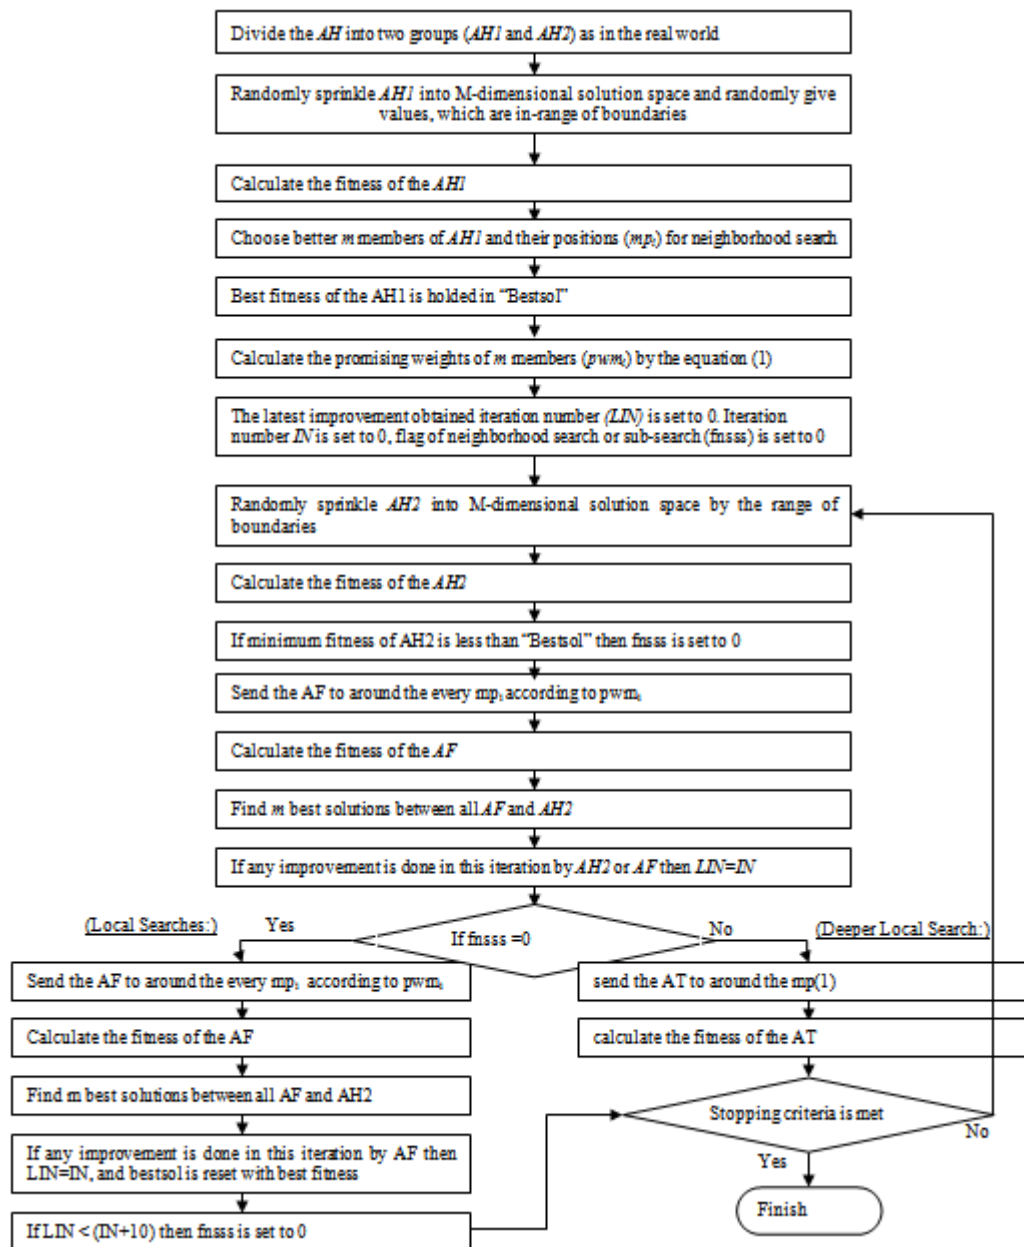 Divide the AH into two groups (AH1 and AH2) as in the real world
Randomly sprinkle AH1 into M-dimensional solution space and randomly give
values, which are in-range of boundaries
Calculate the fitness of the AH1
Choose better m members of AH1 and their positions (mpᵢ) for neighborhood search
Best fitness of the AH1 is holded in “Bestsol”
Calculate the promising weights of m members (pwmᵢ) by the equation (1)
The latest improvement obtained iteration number (LIN) is set to 0. Iteration
number IN is set to 0, flag of neighborhood search or sub-search (fnsss) is set to 0
Randomly sprinkle AH2 into M-dimensional solution space by the range of
boundaries
Calculate the fitness of the AH2
If minimum fitness of AH2 is less than “Bestsol” then fnsss is set to 0
Send the AF to around the every mpᵢ according to pwmᵢ
Calculate the fitness of the AF
Find m best solutions between all AF and AH2
If any improvement is done in this iteration by AH2 or AF then LIN=IN
If fnsss =0
(Local Searches:)
Yes
Send the AF to around the every mpᵢ according to pwmᵢ
Calculate the fitness of the AF
Find m best solutions between all AF and AH2
If any improvement is done in this iteration by AF then
LIN=IN, and bestsol is reset with best fitness
If LIN < (IN+10) then fnsss is set to 0
No
(Deeper Local Search:)
send the AT to around the mp(1)
calculate the fitness of the AT
Stopping criteria is met
No
Yes
Finish